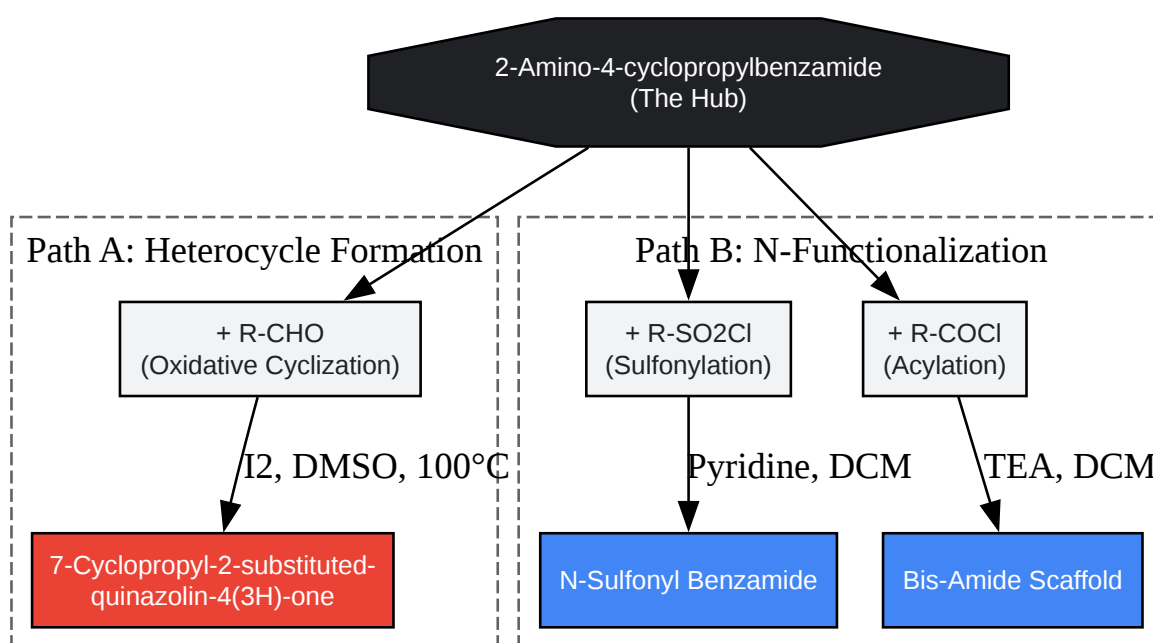 2-Amino-4-cyclopropylbenzamide
(The Hub)
Path A: Heterocycle Formation
Path B: N-Functionalization
+ R-CHO
(Oxidative Cyclization)
+ R-SO2Cl
(Sulfonylation)
+ R-COCl
(Acylation)
I2, DMSO, 100°C
Pyridine, DCM
TEA, DCM
7-Cyclopropyl-2-substituted-
quinazolin-4(3H)-one
N-Sulfonyl Benzamide
Bis-Amide Scaffold